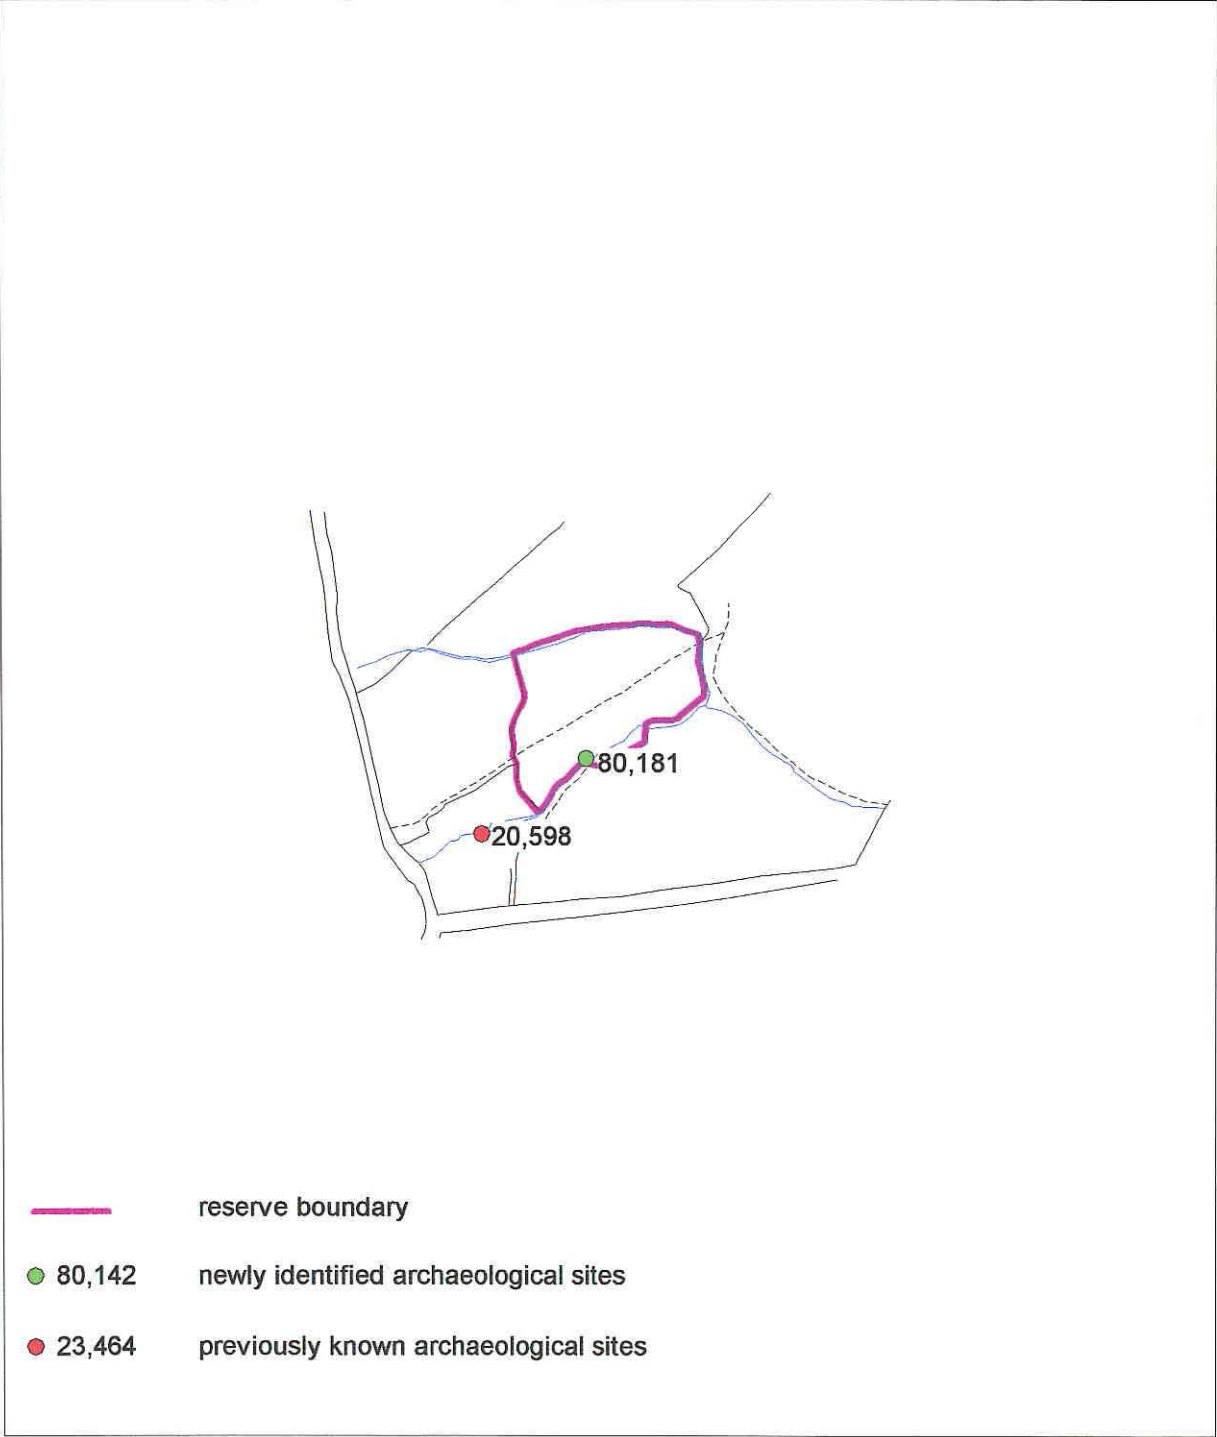 80,181
20,598
reserve boundary
80,142 newly identified archaeological sites
23,464 previously known archaeological sites